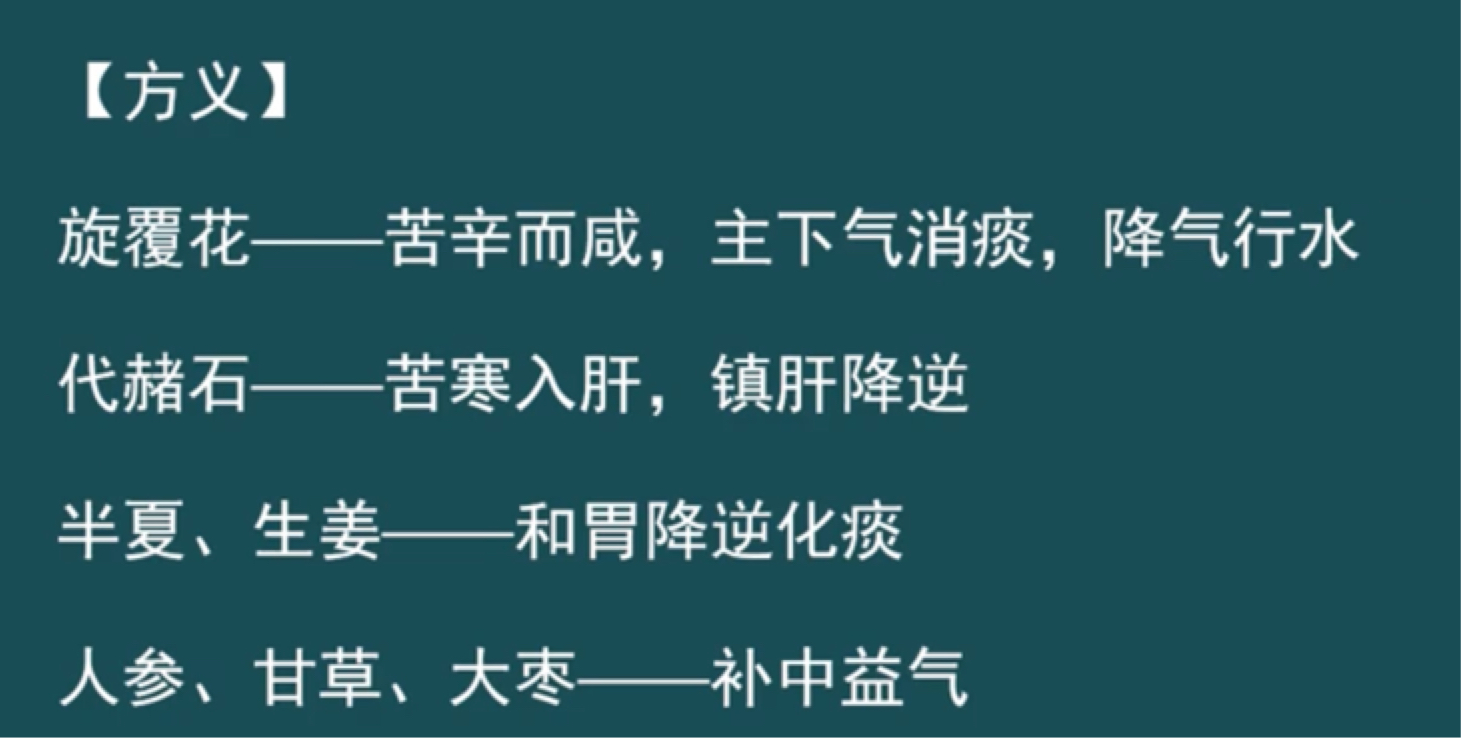 【方义】
旋覆花——苦辛而咸，主下气消痰，降气行水
代赭石——苦寒入肝，镇肝降逆
半夏、生姜——和胃降逆化痰
人参、甘草、大枣——补中益气